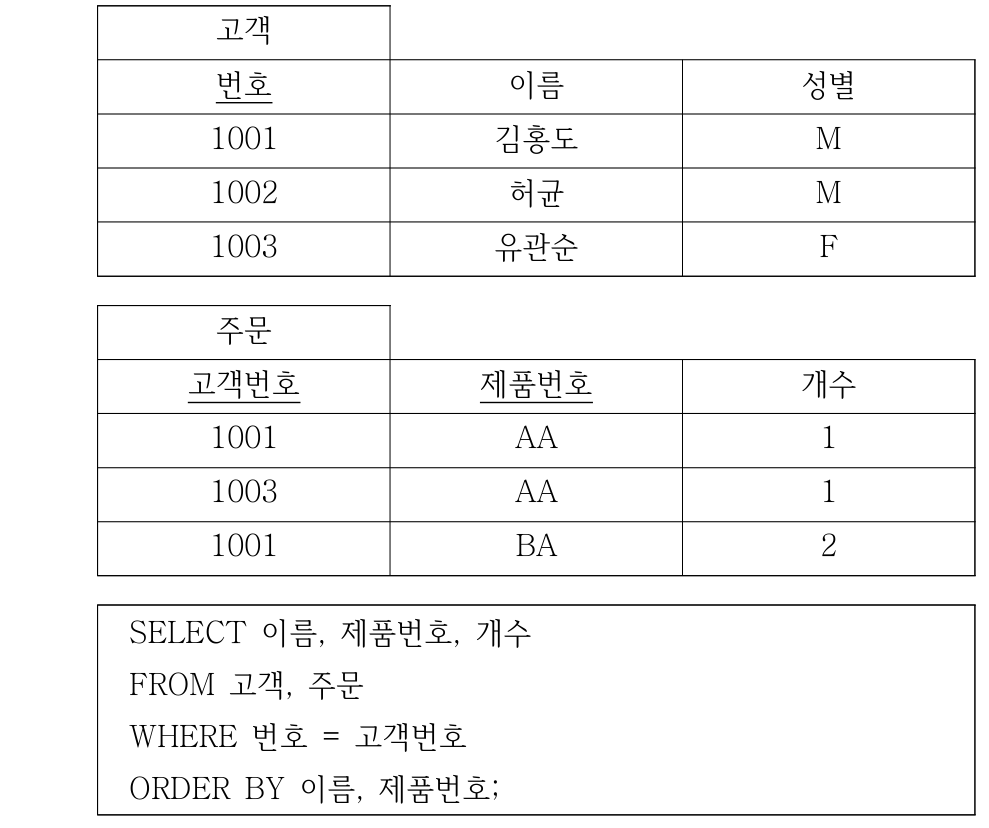 고객
번호 이름 성별
1001 김홍도 M
1002 허균 M
1003 유관순 F
주문
고객번호 제품번호 개수
1001 AA 1
1003 AA 1
1001 BA 2
SELECT 이름, 제품번호, 개수
FROM 고객, 주문
WHERE 번호 = 고객번호
ORDER BY 이름, 제품번호;